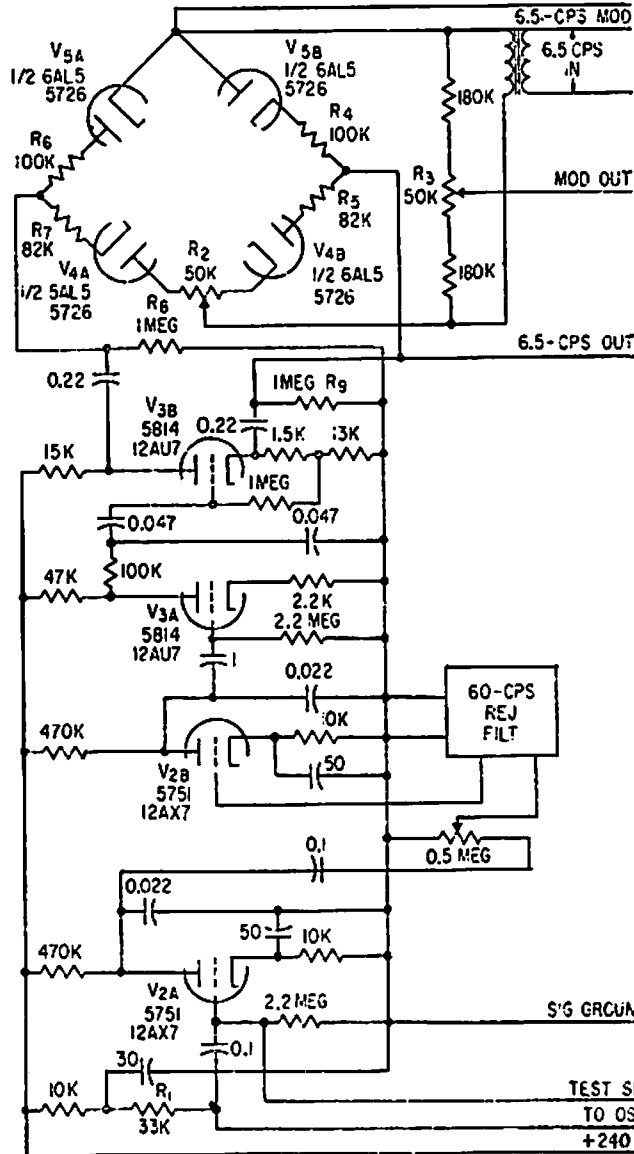 6.5-CPS MOD
V5A
1/2 6AL5
5726
V5B
1/2 6AL5
5726
6.5 CPS
IN
180K
R6
100K
R4
100K
R3
50K
MOD OUT
R7
82K
R5
82K
V4A
1/2 5AL5
5726
R2
50K
V4B
1/2 6AL5
5726
180K
R8
1MEG
6.5-CPS OUT
0.22
1MEG R9
V3B
5814
12AU7
0.22
1.5K
13K
15K
1MEG
0.047
0.047
47K
100K
V3A
5814
12AU7
2.2K
2.2 MEG
1
0.022
60-CPS
REJ
FILT
470K
10K
V2B
5751
12AX7
50
0.5 MEG
0.1
0.022
50
10K
470K
V2A
5751
12AX7
2.2 MEG
S'G GROUN
0.1
30
10K
R1
33K
TEST SI
TO OS
+240